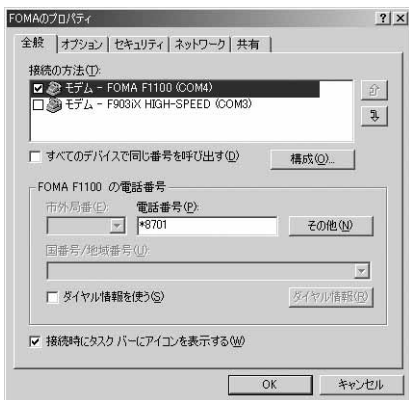 FOMAのプロパティ
全般 オプション セキュリティ ネットワーク 共有
接続の方法(T):
モデム - FOMA F1100 (COM4)
モデム - F903iX HIGH-SPEED (COM3)
すべてのデバイスで同じ番号を呼び出す(D)
構成(O)...
FOMA F1100 の電話番号
市外局番(E):
電話番号(P):
*8701
その他(N)
国番号/地域番号(U):
ダイヤル情報を使う(S)
ダイヤル情報(R)
接続時にタスク バーにアイコンを表示する(W)
OK
キャンセル